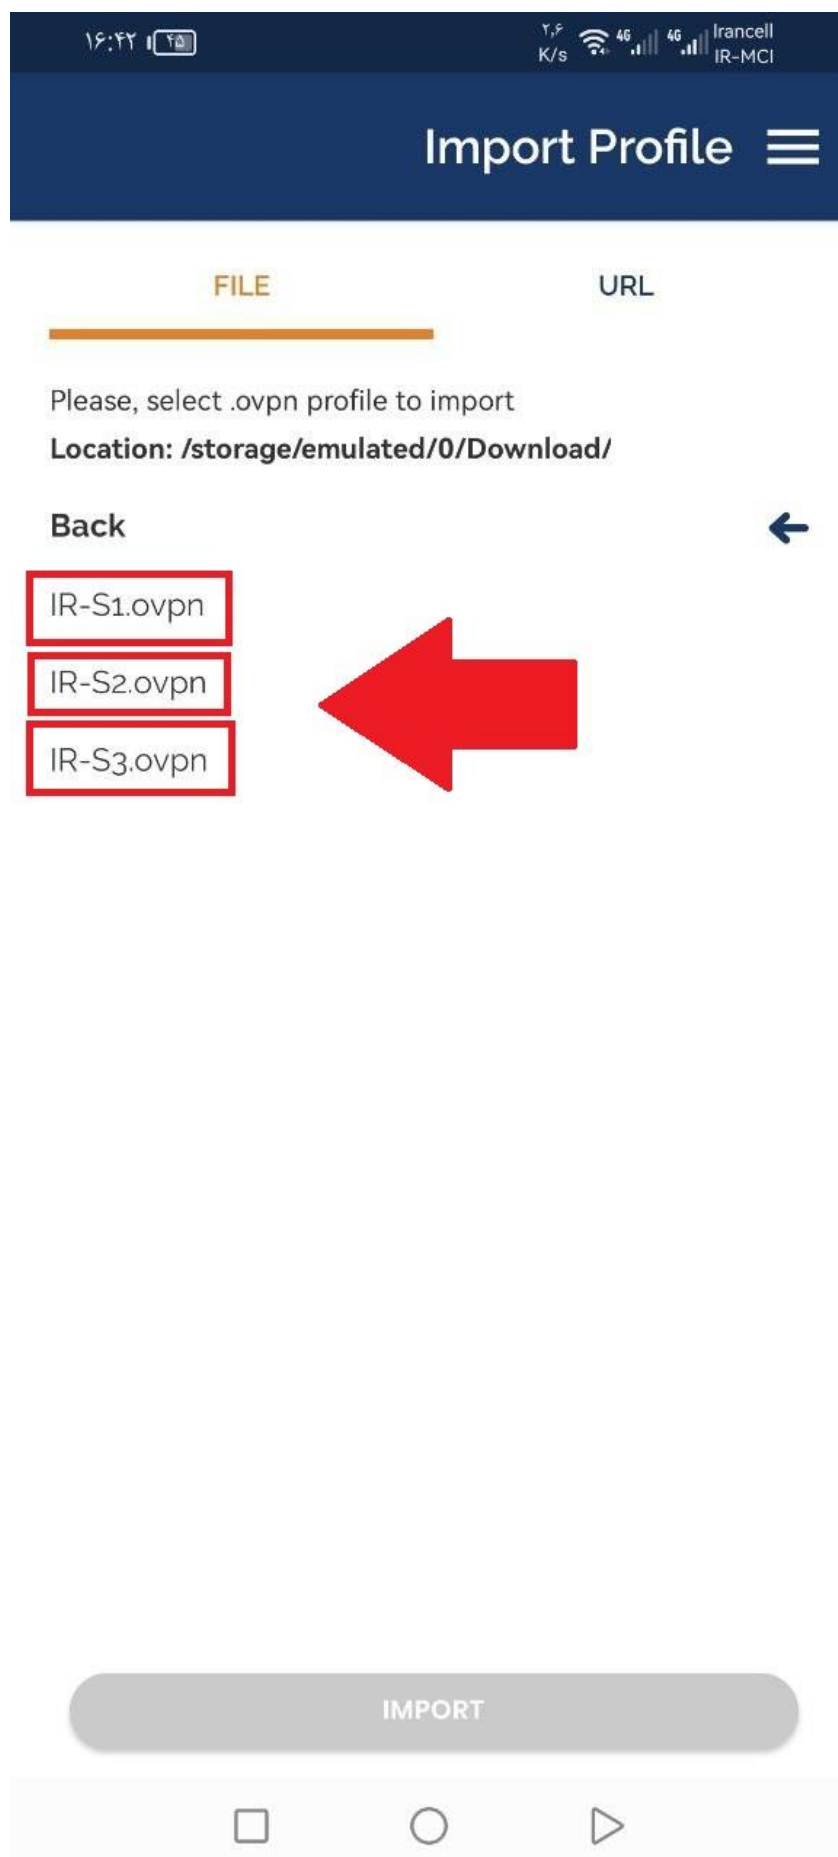 ۱۶:۴۲ ۴۵ ۲٫۶ K/s 4G 4G Irancell IR-MCI
Import Profile
FILE URL
Please, select .ovpn profile to import
Location: /storage/emulated/0/Download/
Back
IR-S1.ovpn
IR-S2.ovpn
IR-S3.ovpn
IMPORT